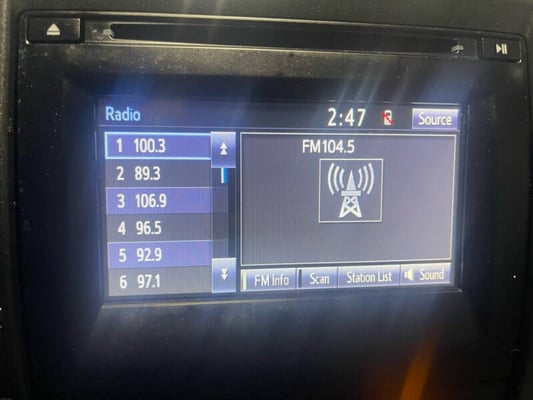 Radio 2:47 Source
1 100.3
2 89.3
3 106.9
4 96.5
5 92.9
6 97.1
FM104.5
FM Info Scan Station List Sound